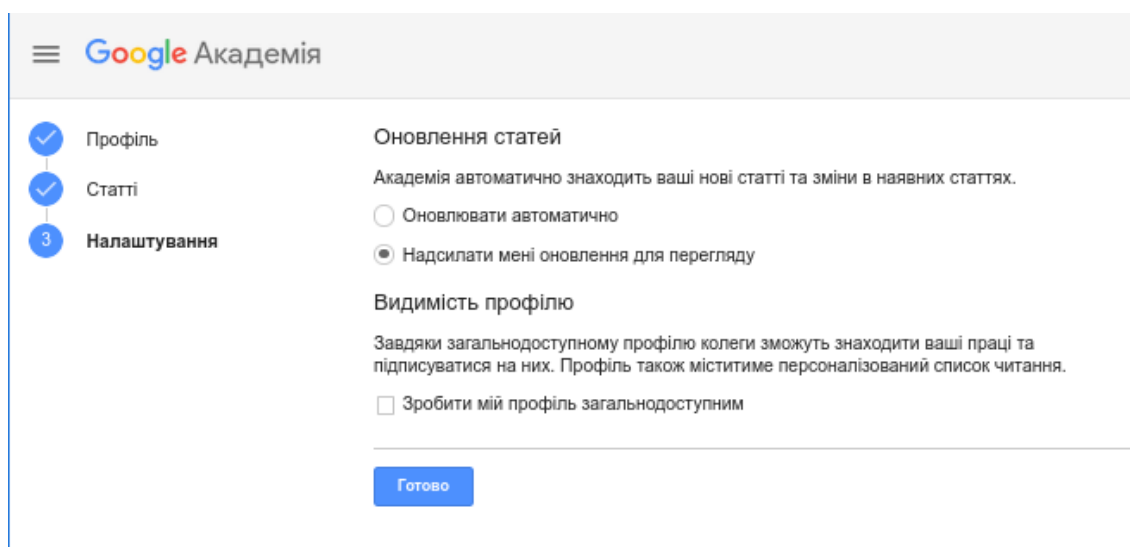 Google Академія
Профіль
Статті
3 Налаштування
Оновлення статей
Академія автоматично знаходить ваші нові статті та зміни в наявних статтях.
Оновлювати автоматично
Надсилати мені оновлення для перегляду
Видимість профілю
Завдяки загальнодоступному профілю колеги зможуть знаходити ваші праці та
підписуватися на них. Профіль також міститиме персоналізований список читання.
Зробити мій профіль загальнодоступним
Готово